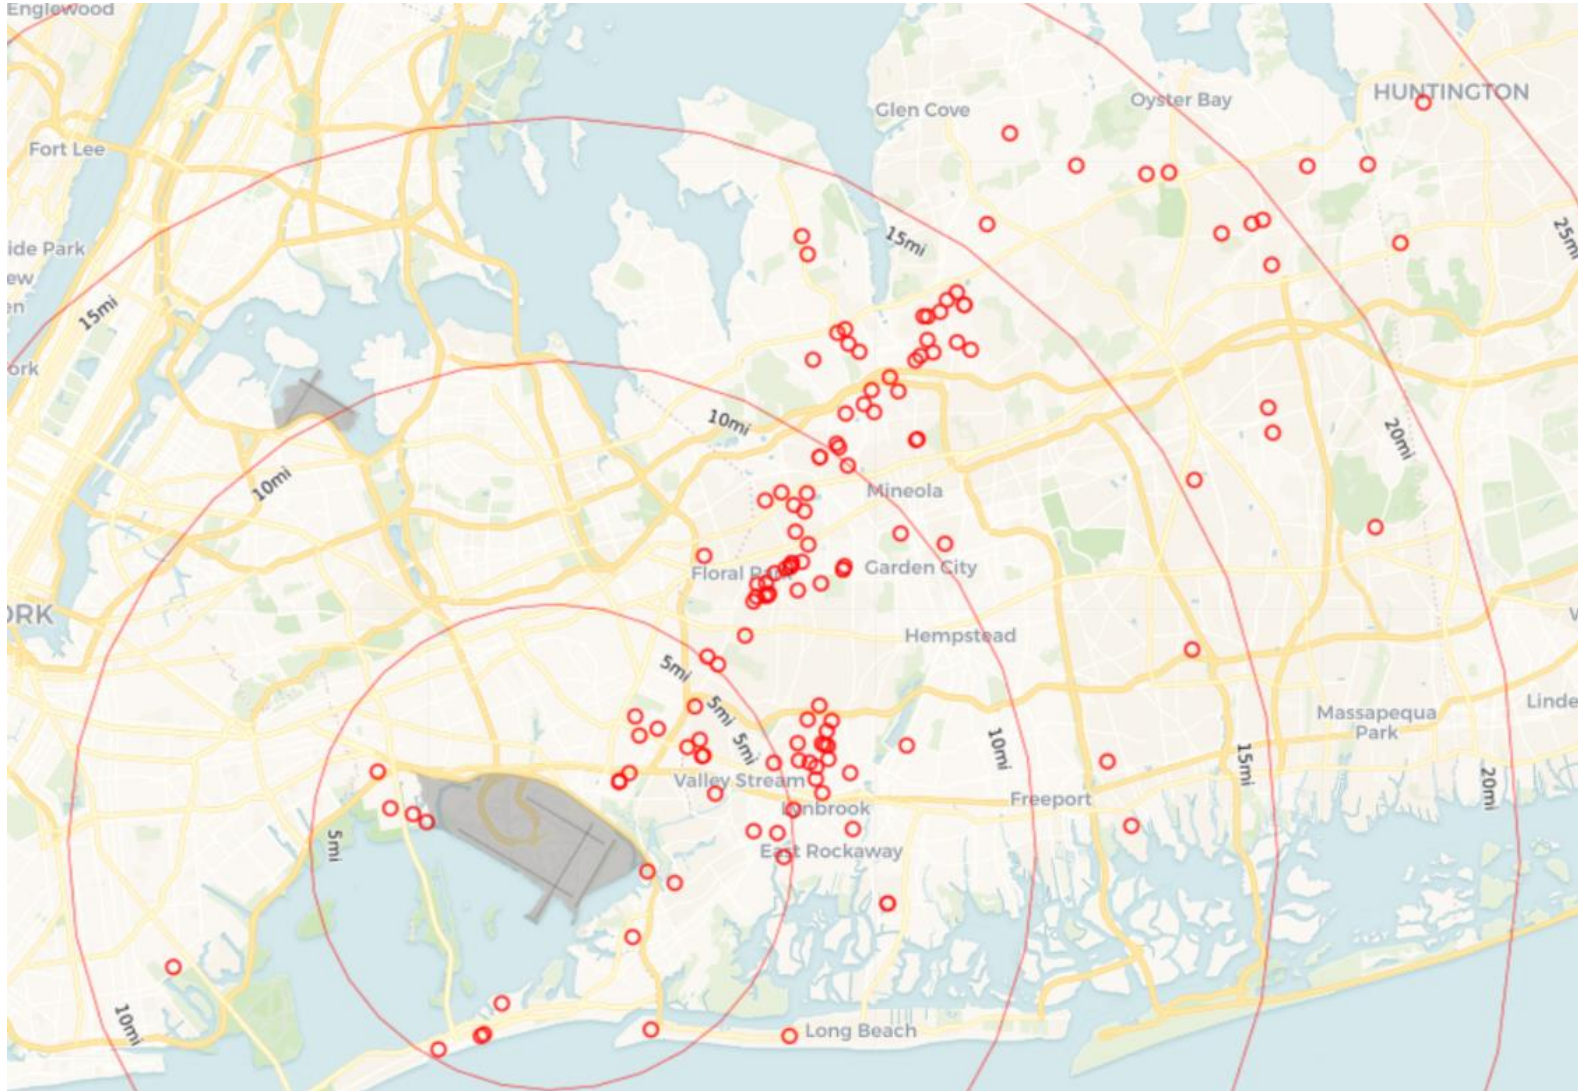 Englewood
Fort Lee
Glen Cove
Oyster Bay
HUNTINGTON
ide Park
ew
en
15mi
25mi
15mi
ork
10mi
20mi
10mi
Mineola
Floral Park
Garden City
ORK
Hempstead
5mi
5mi
5mi
Massapequa
Park
Linde
10mi
15mi
Valley Stream
20mi
Lynbrook
Freeport
5mi
East Rockaway
10mi
Long Beach